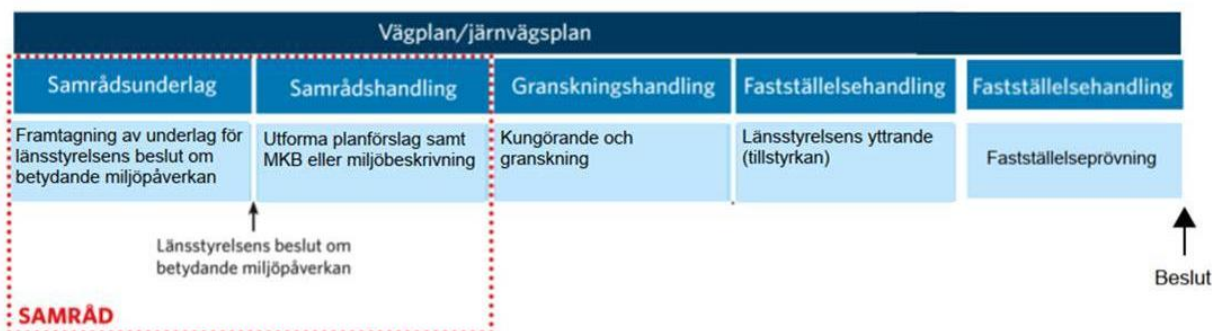 Vägplan/järnvägsplan
Samrådsunderlag
Samrådshandling
Granskningshandling
Fastställelsehandling
Fastställelsehandling
Framtagning av underlag för
länsstyrelsens beslut om
betydande miljöpåverkan
Utforma planförslag samt
MKB eller miljöbeskrivning
Kungörande och
granskning
Länsstyrelsens yttrande
(tillstyrkan)
Fastställelseprövning
Länsstyrelsens beslut om
betydande miljöpåverkan
Beslut
SAMRÅD